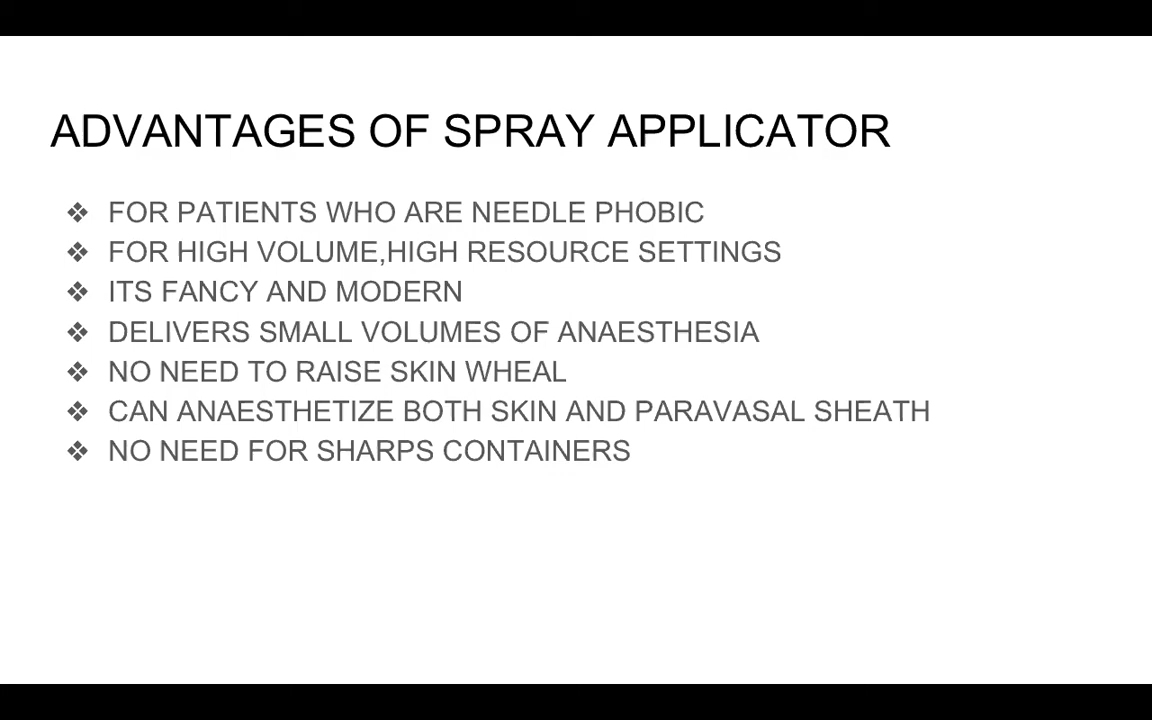 ADVANTAGES OF SPRAY APPLICATOR
❖ FOR PATIENTS WHO ARE NEEDLE PHOBIC
❖ FOR HIGH VOLUME,HIGH RESOURCE SETTINGS
❖ ITS FANCY AND MODERN
❖ DELIVERS SMALL VOLUMES OF ANAESTHESIA
❖ NO NEED TO RAISE SKIN WHEAL
❖ CAN ANAESTHETIZE BOTH SKIN AND PARAVASAL SHEATH
❖ NO NEED FOR SHARPS CONTAINERS